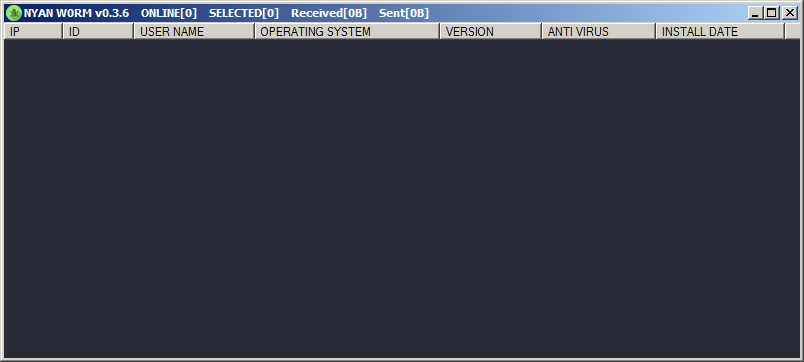 NYAN W0RM v0.3.6 ONLINE[0] SELECTED[0] Received[0B] Sent[0B]
IP ID USER NAME OPERATING SYSTEM VERSION ANTI VIRUS INSTALL DATE